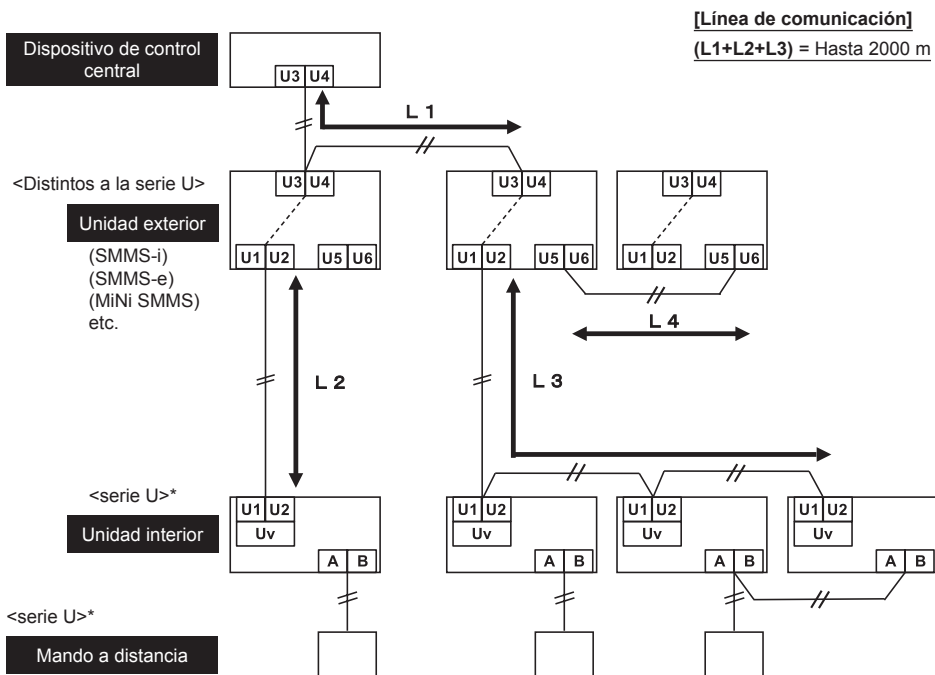 [Línea de comunicación]
(L1+L2+L3) = Hasta 2000 m
Dispositivo de control
central
U3 U4
L 1
<Distintos a la serie U>
U3 U4 U3 U4 U3 U4
Unidad exterior
U1 U2 U5 U6 U1 U2 U5 U6 U1 U2 U5 U6
(SMMS-i)
(SMMS-e)
(MiNi SMMS)
etc.
L 4
L 2 L 3
<serie U>*
U1 U2 U1 U2 U1 U2 U1 U2
Unidad interior
Uv Uv Uv Uv
A B A B A B A B
<serie U>*
Mando a distancia